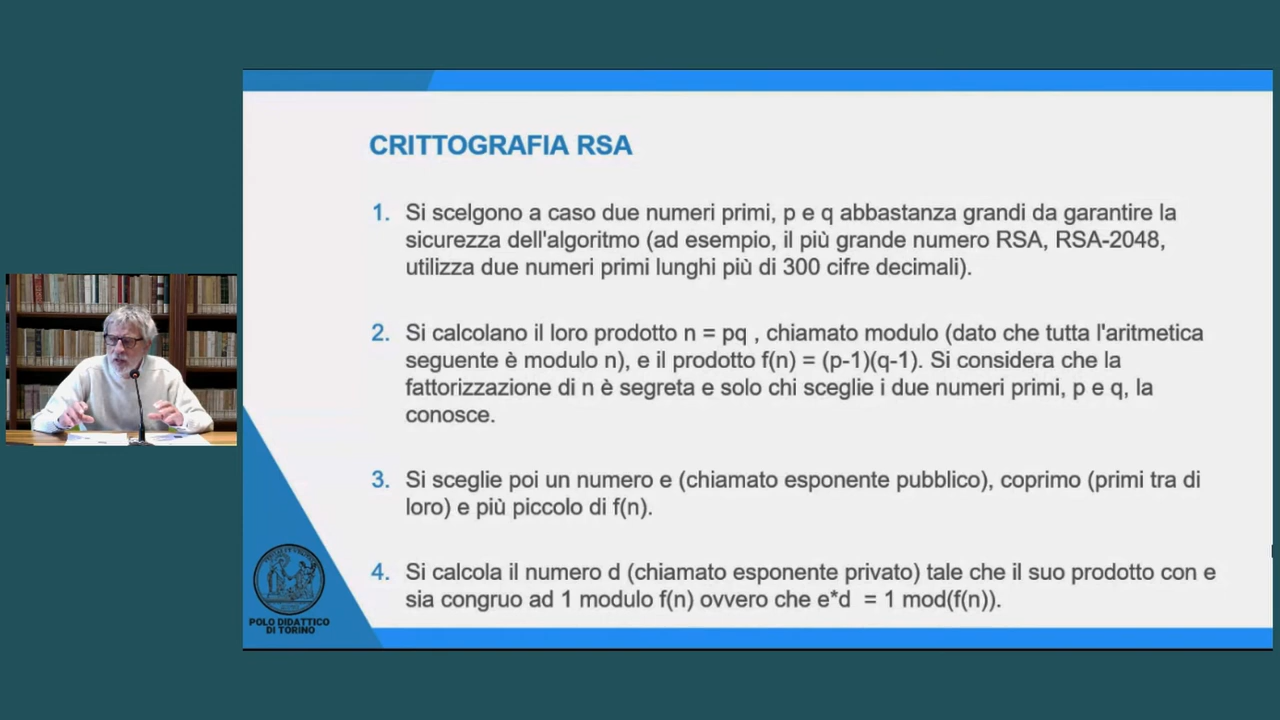 CRITTOGRAFIA RSA
1. Si scelgono a caso due numeri primi, p e q abbastanza grandi da garantire la
sicurezza dell'algoritmo (ad esempio, il più grande numero RSA, RSA-2048,
utilizza due numeri primi lunghi più di 300 cifre decimali).
2. Si calcolano il loro prodotto n = pq , chiamato modulo (dato che tutta l'aritmetica
seguente è modulo n), e il prodotto f(n) = (p-1)(q-1). Si considera che la
fattorizzazione di n è segreta e solo chi sceglie i due numeri primi, p e q, la
conosce.
3. Si sceglie poi un numero e (chiamato esponente pubblico), coprimo (primi tra di
loro) e più piccolo di f(n).
4. Si calcola il numero d (chiamato esponente privato) tale che il suo prodotto con e
sia congruo ad 1 modulo f(n) ovvero che e*d = 1 mod(f(n)).
POLO DIDATTICO
DI TORINO